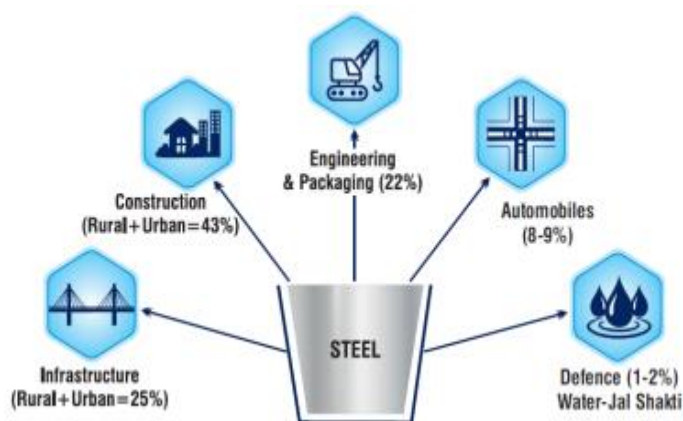 Engineering
& Packaging (22%)
Construction
(Rural+Urban=43%)
Automobiles
(8-9%)
STEEL
Infrastructure
(Rural+Urban=25%)
Defence (1-2%)
Water-Jal Shakti